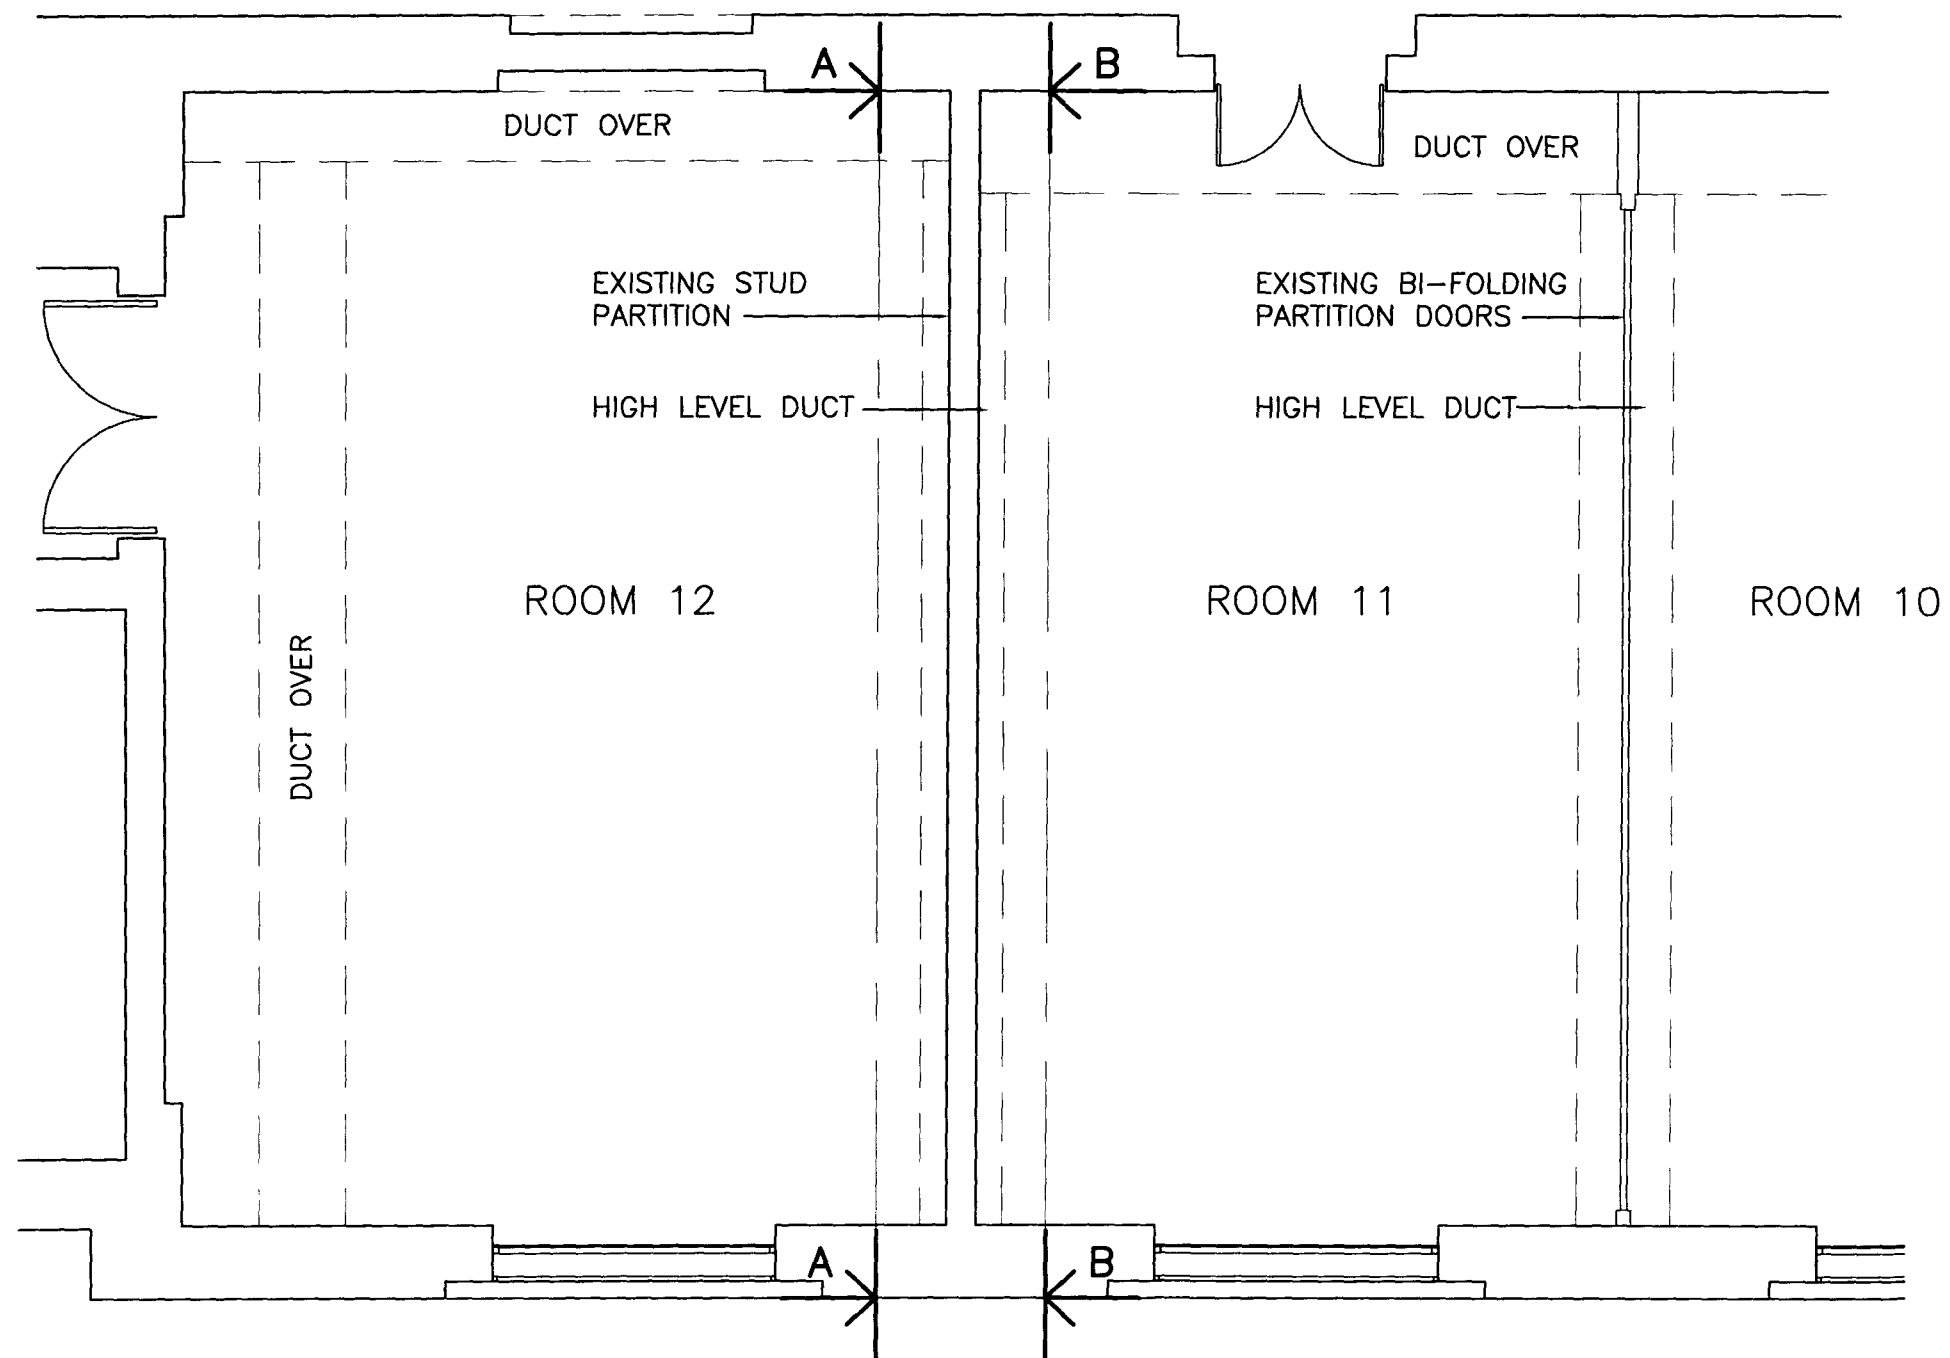 A
B
DUCT OVER
DUCT OVER
EXISTING STUD
PARTITION
EXISTING BI-FOLDING
PARTITION DOORS
HIGH LEVEL DUCT
HIGH LEVEL DUCT
ROOM 12
ROOM 11
ROOM 10
DUCT OVER
A
B